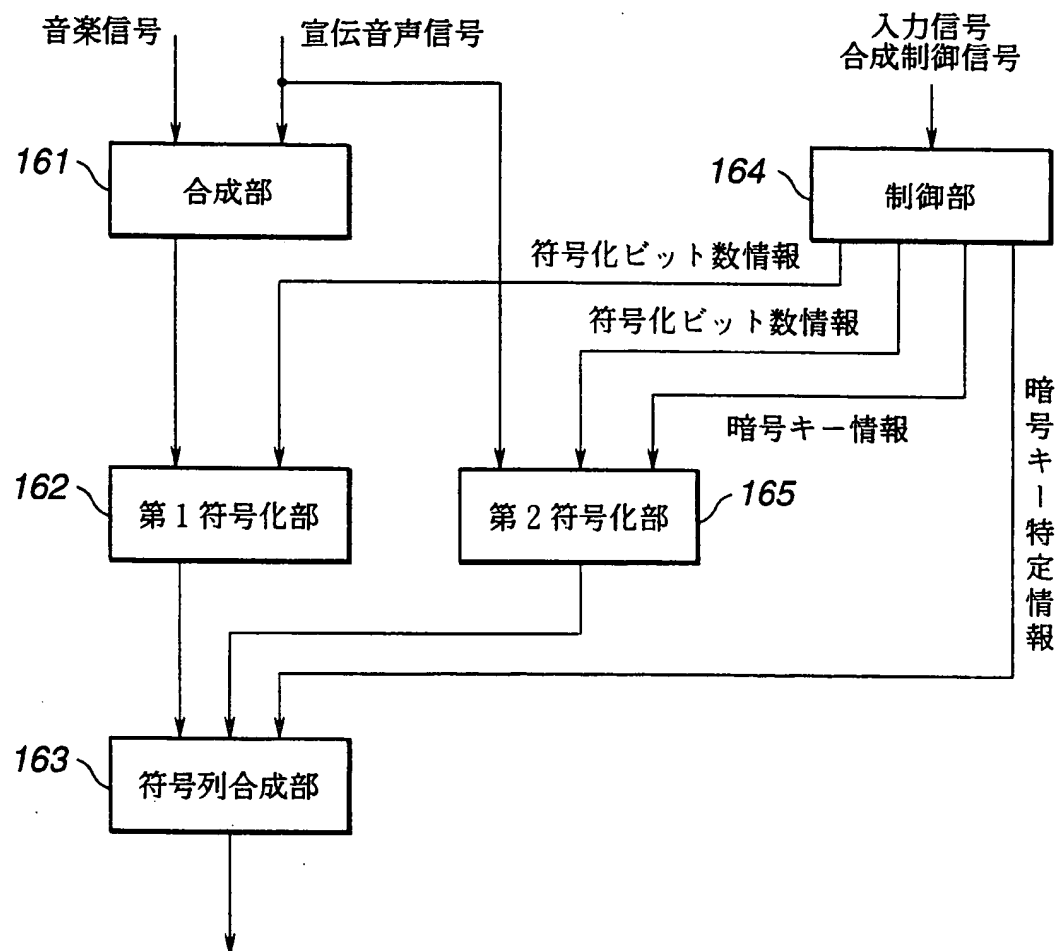 音楽信号
宣伝音声信号
入力信号
合成制御信号
161
合成部
164
制御部
符号化ビット数情報
符号化ビット数情報
暗号キー情報
暗号キー特定情報
162
第1符号化部
第2符号化部
165
163
符号列合成部